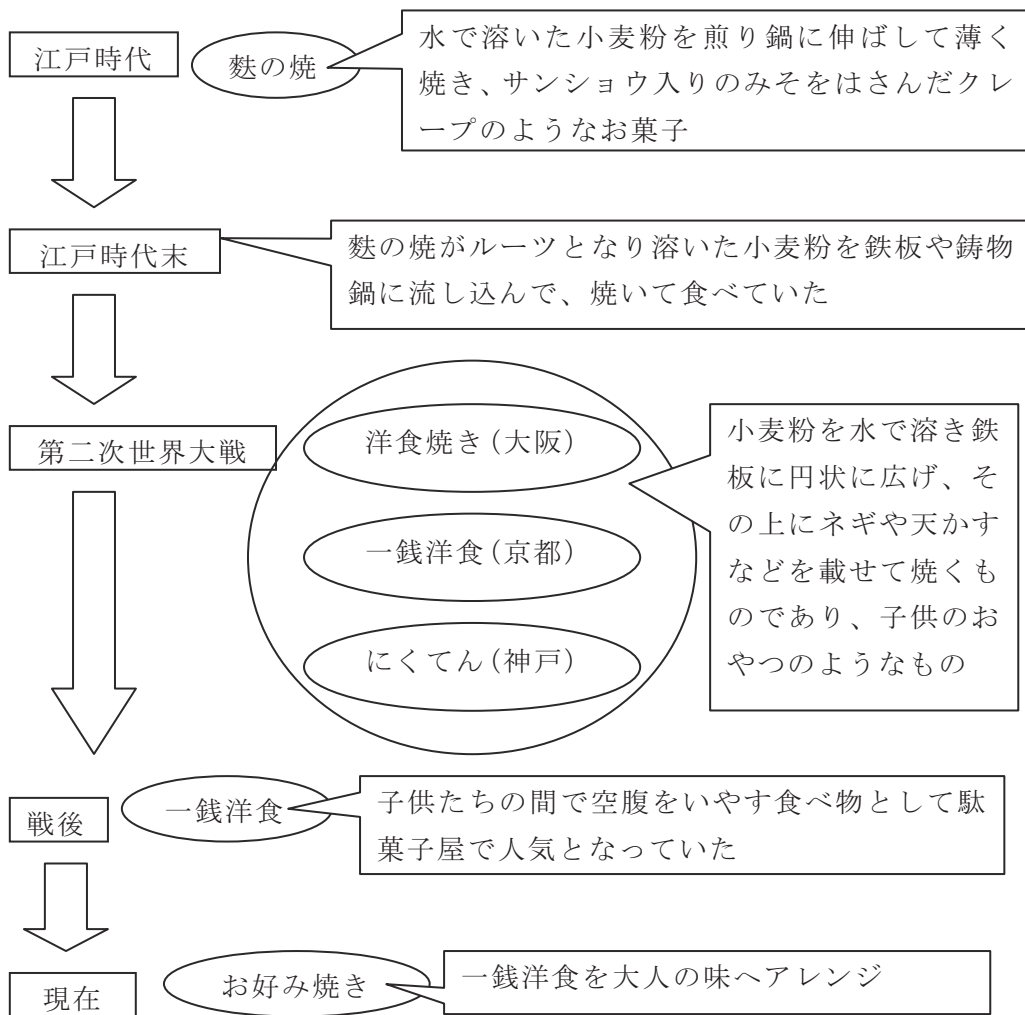 江戸時代
麩の焼
水で溶いた小麦粉を煎り鍋に伸ばして薄く
焼き、サンショウ入りのみそをはさんだクレ
ープのようなお菓子
江戸時代末
麩の焼がルーツとなり溶いた小麦粉を鉄板や鋳物
鍋に流し込んで、焼いて食べていた
第二次世界大戦
洋食焼き(大阪)
一銭洋食(京都)
にくてん(神戸)
小麦粉を水で溶き鉄
板に円状に広げ、そ
の上にネギや天かす
などを載せて焼くも
のであり、子供のお
やつのようなもの
戦後
一銭洋食
子供たちの間で空腹をいやす食べ物として駄
菓子屋で人気となっていた
現在
お好み焼き
一銭洋食を大人の味へアレンジ